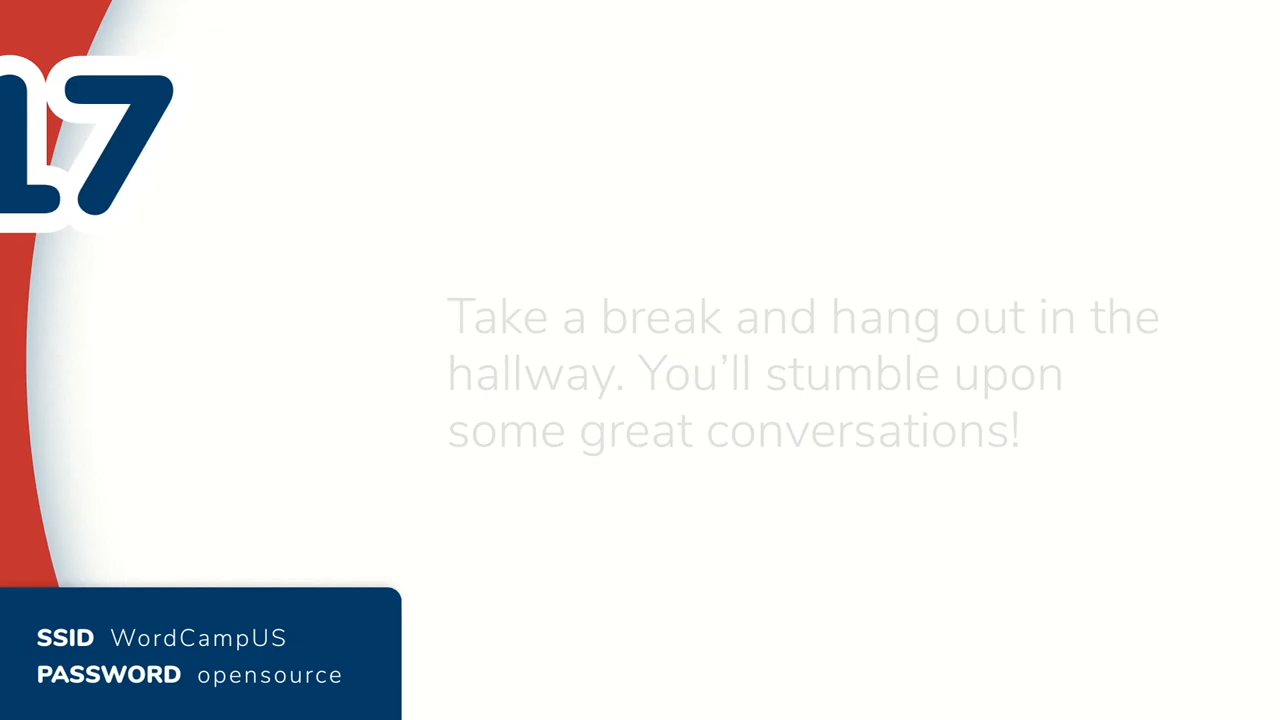 17
Take a break and hang out in the
hallway. You’ll stumble upon
some great conversations!
SSID WordCampUS
PASSWORD opensource